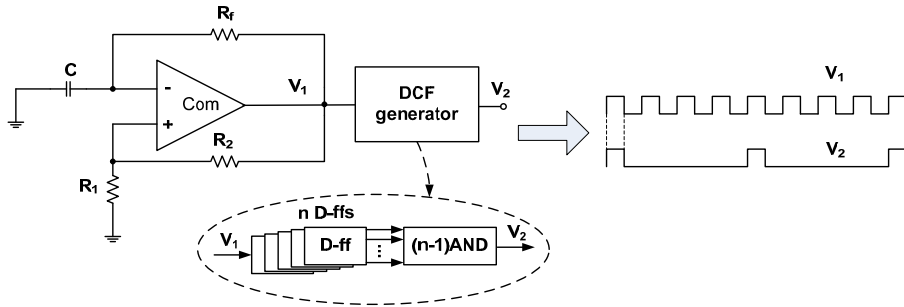 Rf
C
V1
-
Com
+
DCF
generator
V2
V1
R2
R1
V2
n D-ffs
V1
D-ff
⋮
(n-1)AND
V2